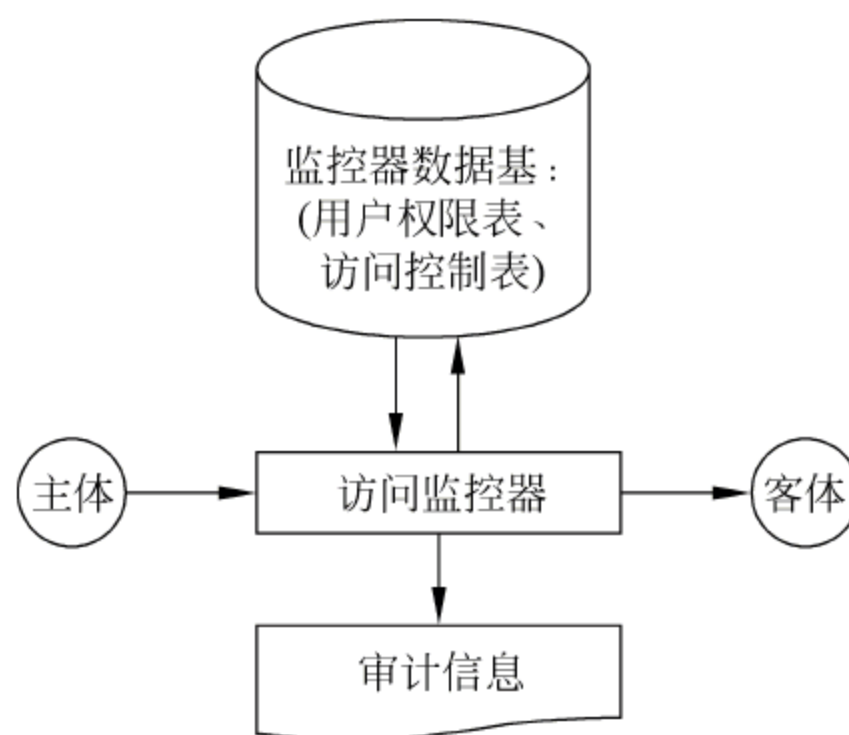 监控器数据基：
(用户权限表、
访问控制表)
主体
访问监控器
客体
审计信息